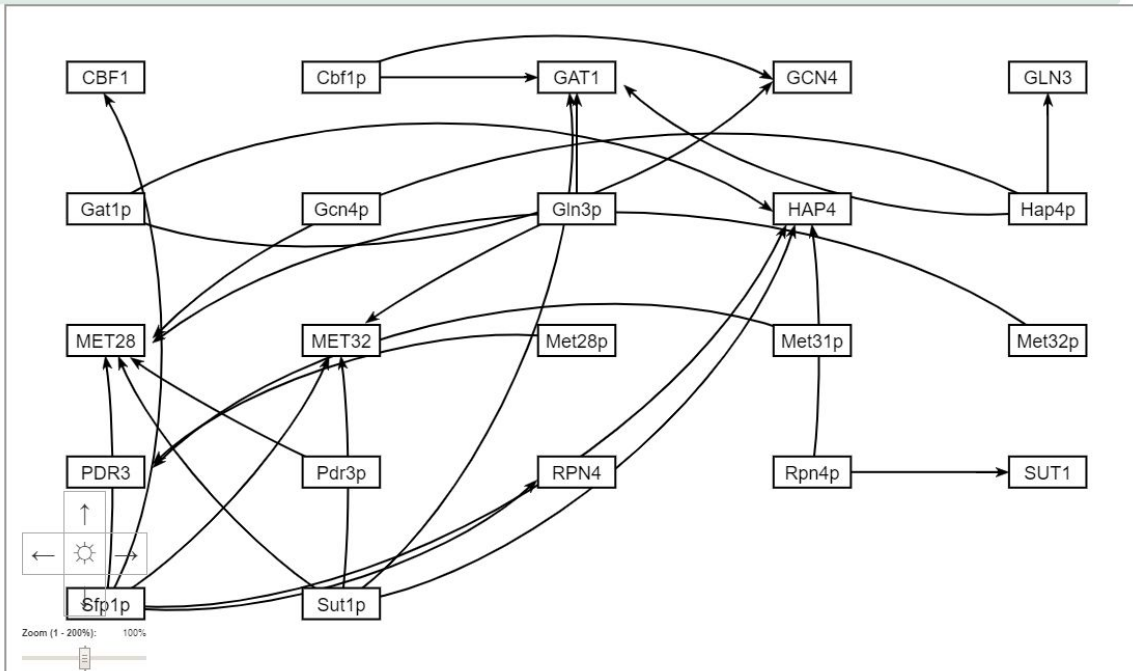 CBF1 Cbf1p GAT1 GCN4 GLN3
Gat1p Gcn4p Gln3p HAP4 Hap4p
MET28 MET32 Met28p Met31p Met32p
PDR3 Pdr3p RPN4 Rpn4p SUT1
Sfp1p Sut1p
Zoom (1 - 200%): 100%